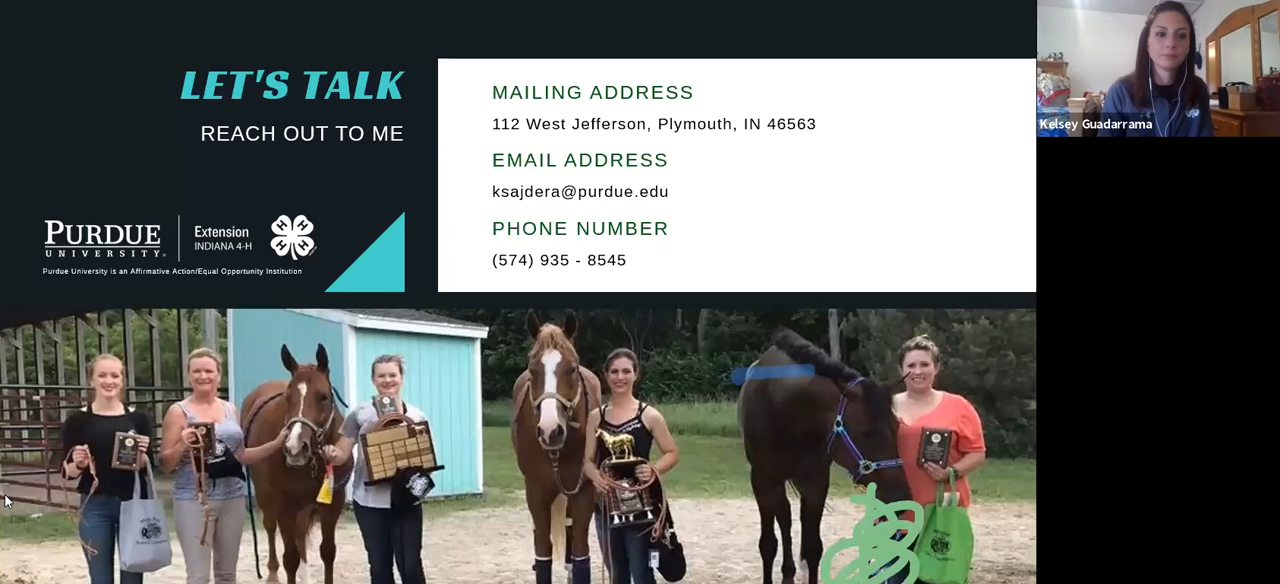 LET'S TALK
REACH OUT TO ME
PURDUE
UNIVERSITY
Extension
INDIANA 4-H
H H H H
Purdue University is an Affirmative Action/Equal Opportunity Institution
MAILING ADDRESS
112 West Jefferson, Plymouth, IN 46563
EMAIL ADDRESS
ksajdera@purdue.edu
PHONE NUMBER
(574) 935 - 8545
Kelsey Guadarrama